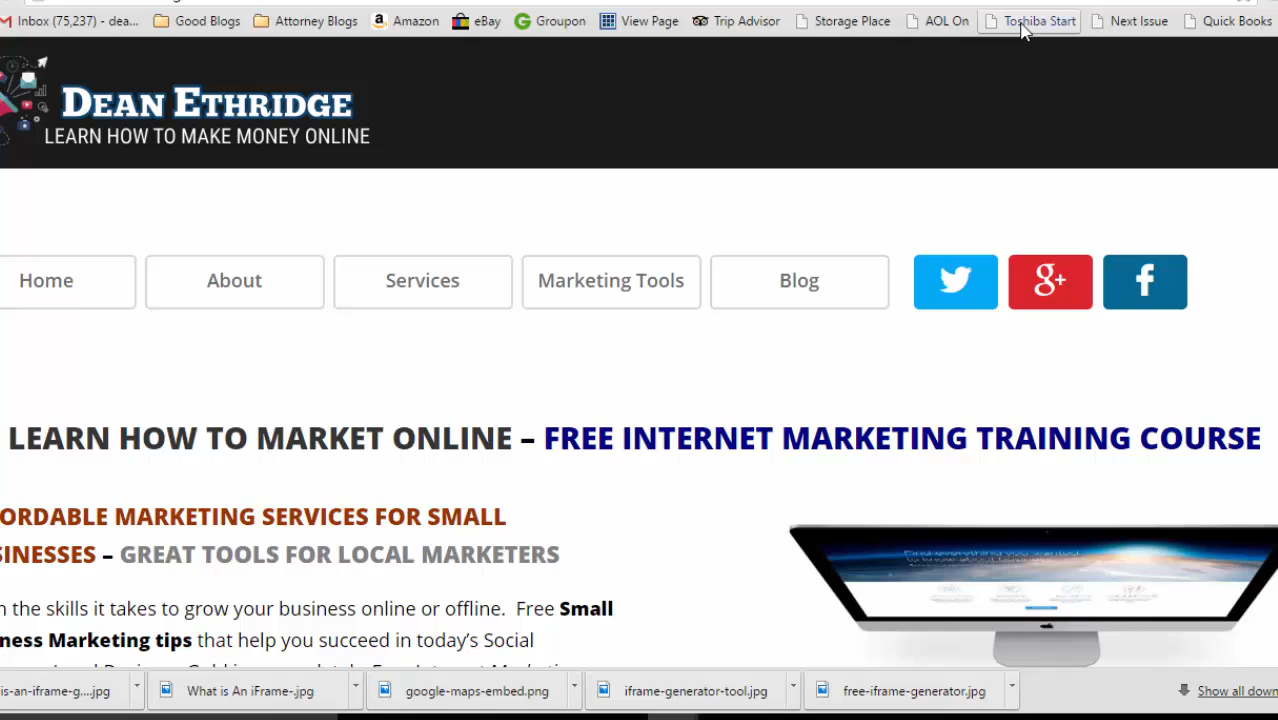 Inbox (75,237) - dea... Good Blogs Attorney Blogs Amazon eBay Groupon View Page Trip Advisor Storage Place AOL On Toshiba Start Next Issue Quick Books
DEAN ETHRIDGE
LEARN HOW TO MAKE MONEY ONLINE
Home About Services Marketing Tools Blog
LEARN HOW TO MARKET ONLINE – FREE INTERNET MARKETING TRAINING COURSE
ORDABLE MARKETING SERVICES FOR SMALL
SINESSES – GREAT TOOLS FOR LOCAL MARKETERS
n the skills it takes to grow your business online or offline. Free Small
ness Marketing tips that help you succeed in today's Social
is-an-iframe-g....jpg What is An iFrame-.jpg google-maps-embed.png iframe-generator-tool.jpg free-iframe-generator.jpg Show all down